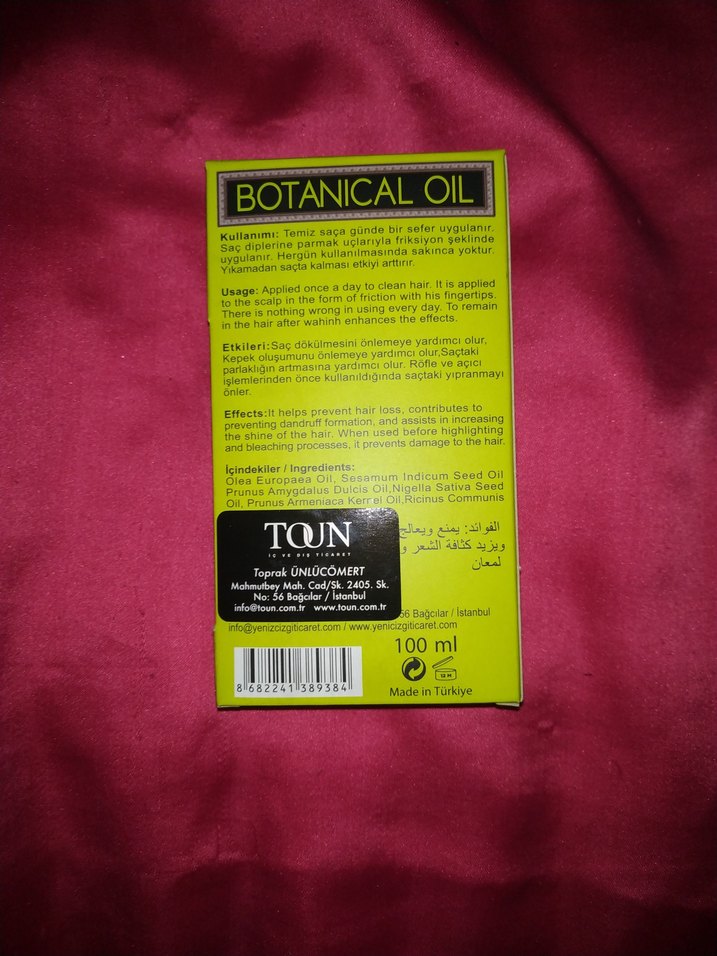 BOTANICAL OIL
Kullanımı: Temiz saça günde bir sefer uygulanır.
Saç diplerine parmak uçlarıyla friksiyon şeklinde
uygulanır. Hergün kullanılmasında sakınca yoktur.
Yıkamadan saçta kalması etkiyi arttırır.
Usage: Applied once a day to clean hair. It is applied
to the scalp in the form of friction with his fingertips.
There is nothing wrong in using every day. To remain
in the hair after wahinh enhances the effects.
Etkileri:Saç dökülmesini önlemeye yardımcı olur,
Kepek oluşumunu önlemeye yardımcı olur,Saçtaki
parlaklığın artmasına yardımcı olur. Röfle ve açıcı
işlemlerinden önce kullanıldığında saçtaki yıpranmayı
önler.
Effects:It helps prevent hair loss, contributes to
preventing dandruff formation, and assists in increasing
the shine of the hair. When used before highlighting
and bleaching processes, it prevents damage to the hair.
İçindekiler / Ingredients:
Olea Europaea Oil, Sesamum Indicum Seed Oil
Prunus Amygdalus Dulcis Oil,Nigella Sativa Seed
Oil, Prunus Armeniaca Kernel Oil,Ricinus Communis
الفوائد: يمنع ويعالج
ويزيد كثافة الشعر و
لمعان
TOUN
İÇ VE DIŞ TİCARET
Toprak ÜNLÜCÖMERT
Mahmutbey Mah. Cad/Sk. 2405. Sk.
No: 56 Bağcılar / İstanbul
info@toun.com.tr www.toun.com.tr
56 Bağcılar / İstanbul
info@yenizcizgiticaret.com / www.yenicizgiticaret.com
100 ml
12 M
Made in Türkiye
8 682241 389384